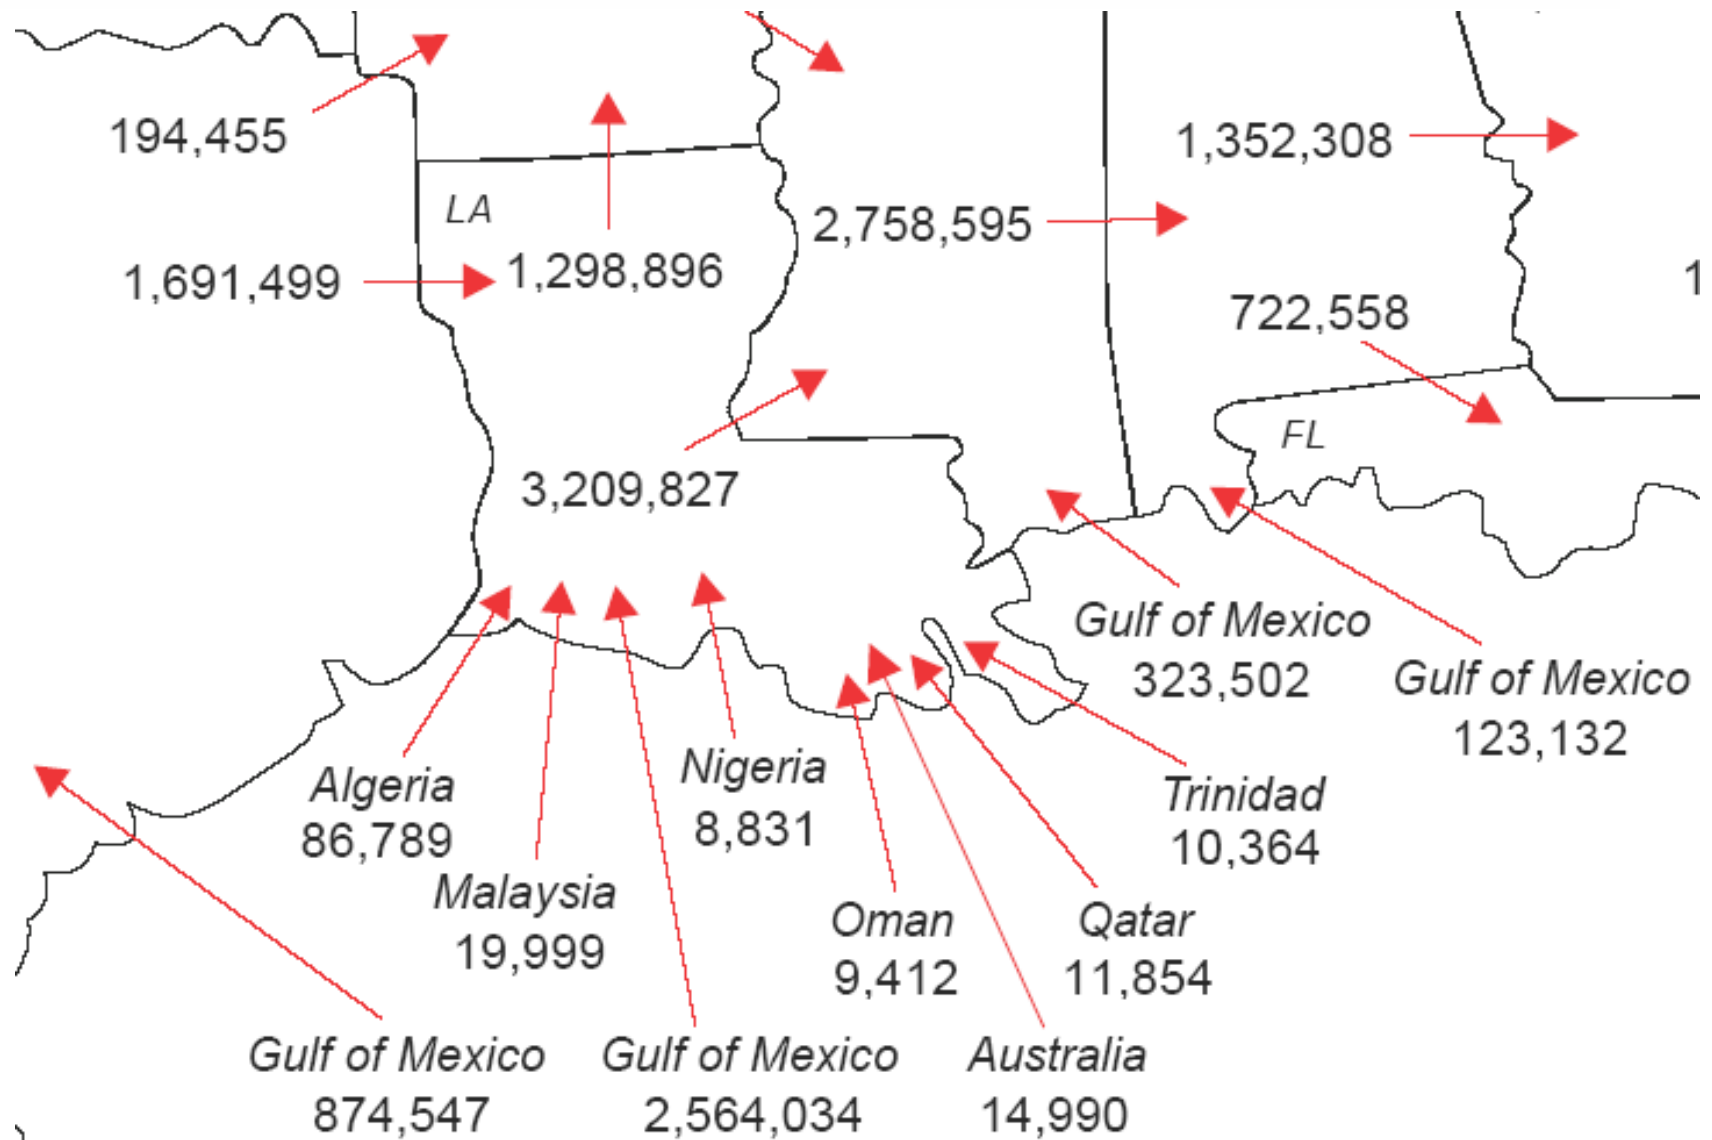 194,455
1,352,308
LA
2,758,595
1,691,499
1,298,896
1
722,558
FL
3,209,827
Gulf of Mexico
323,502
Gulf of Mexico
123,132
Algeria
86,789
Nigeria
8,831
Trinidad
10,364
Malaysia
19,999
Oman
9,412
Qatar
11,854
Gulf of Mexico
874,547
Gulf of Mexico
2,564,034
Australia
14,990